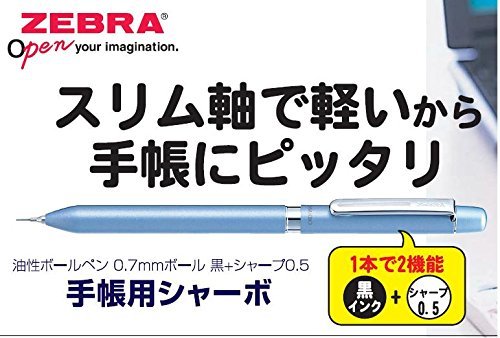 ZEBRA®
Open your imagination.
スリム軸で軽いから
手帳にピッタリ
ZEBRA
油性ボールペン 0.7mmボール 黒+シャープ0.5
手帳用シャーボ
1本で2機能
黒
インク
+
シャープ
0.5